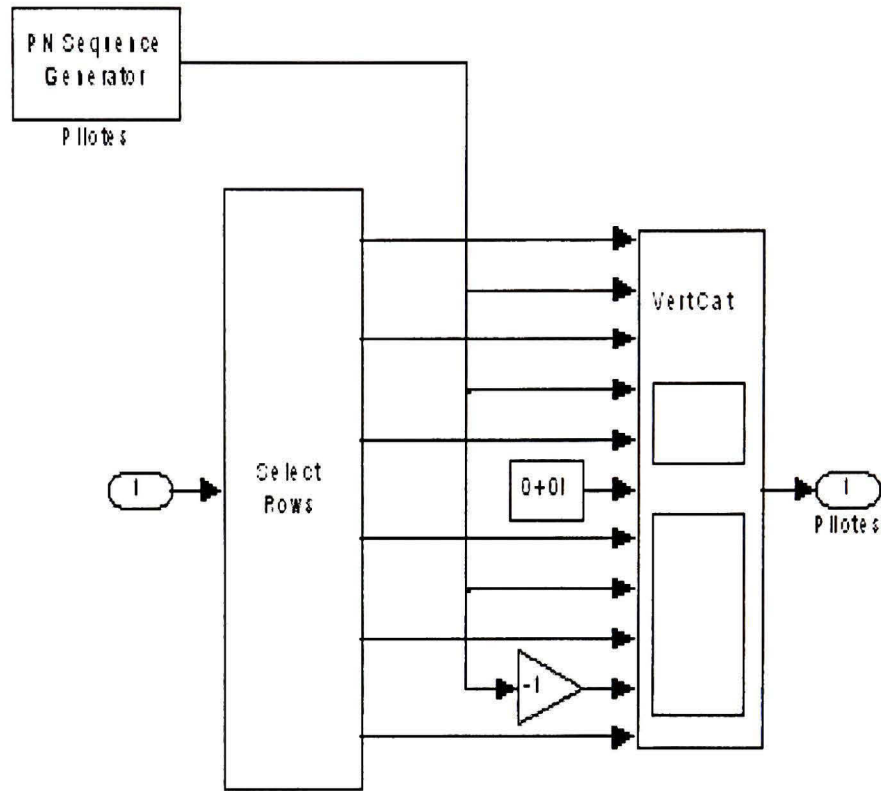 PN Sequence
Generator
Pilotes
VertCat
1
Select
Rows
0+0i
1
Pilotes
-1